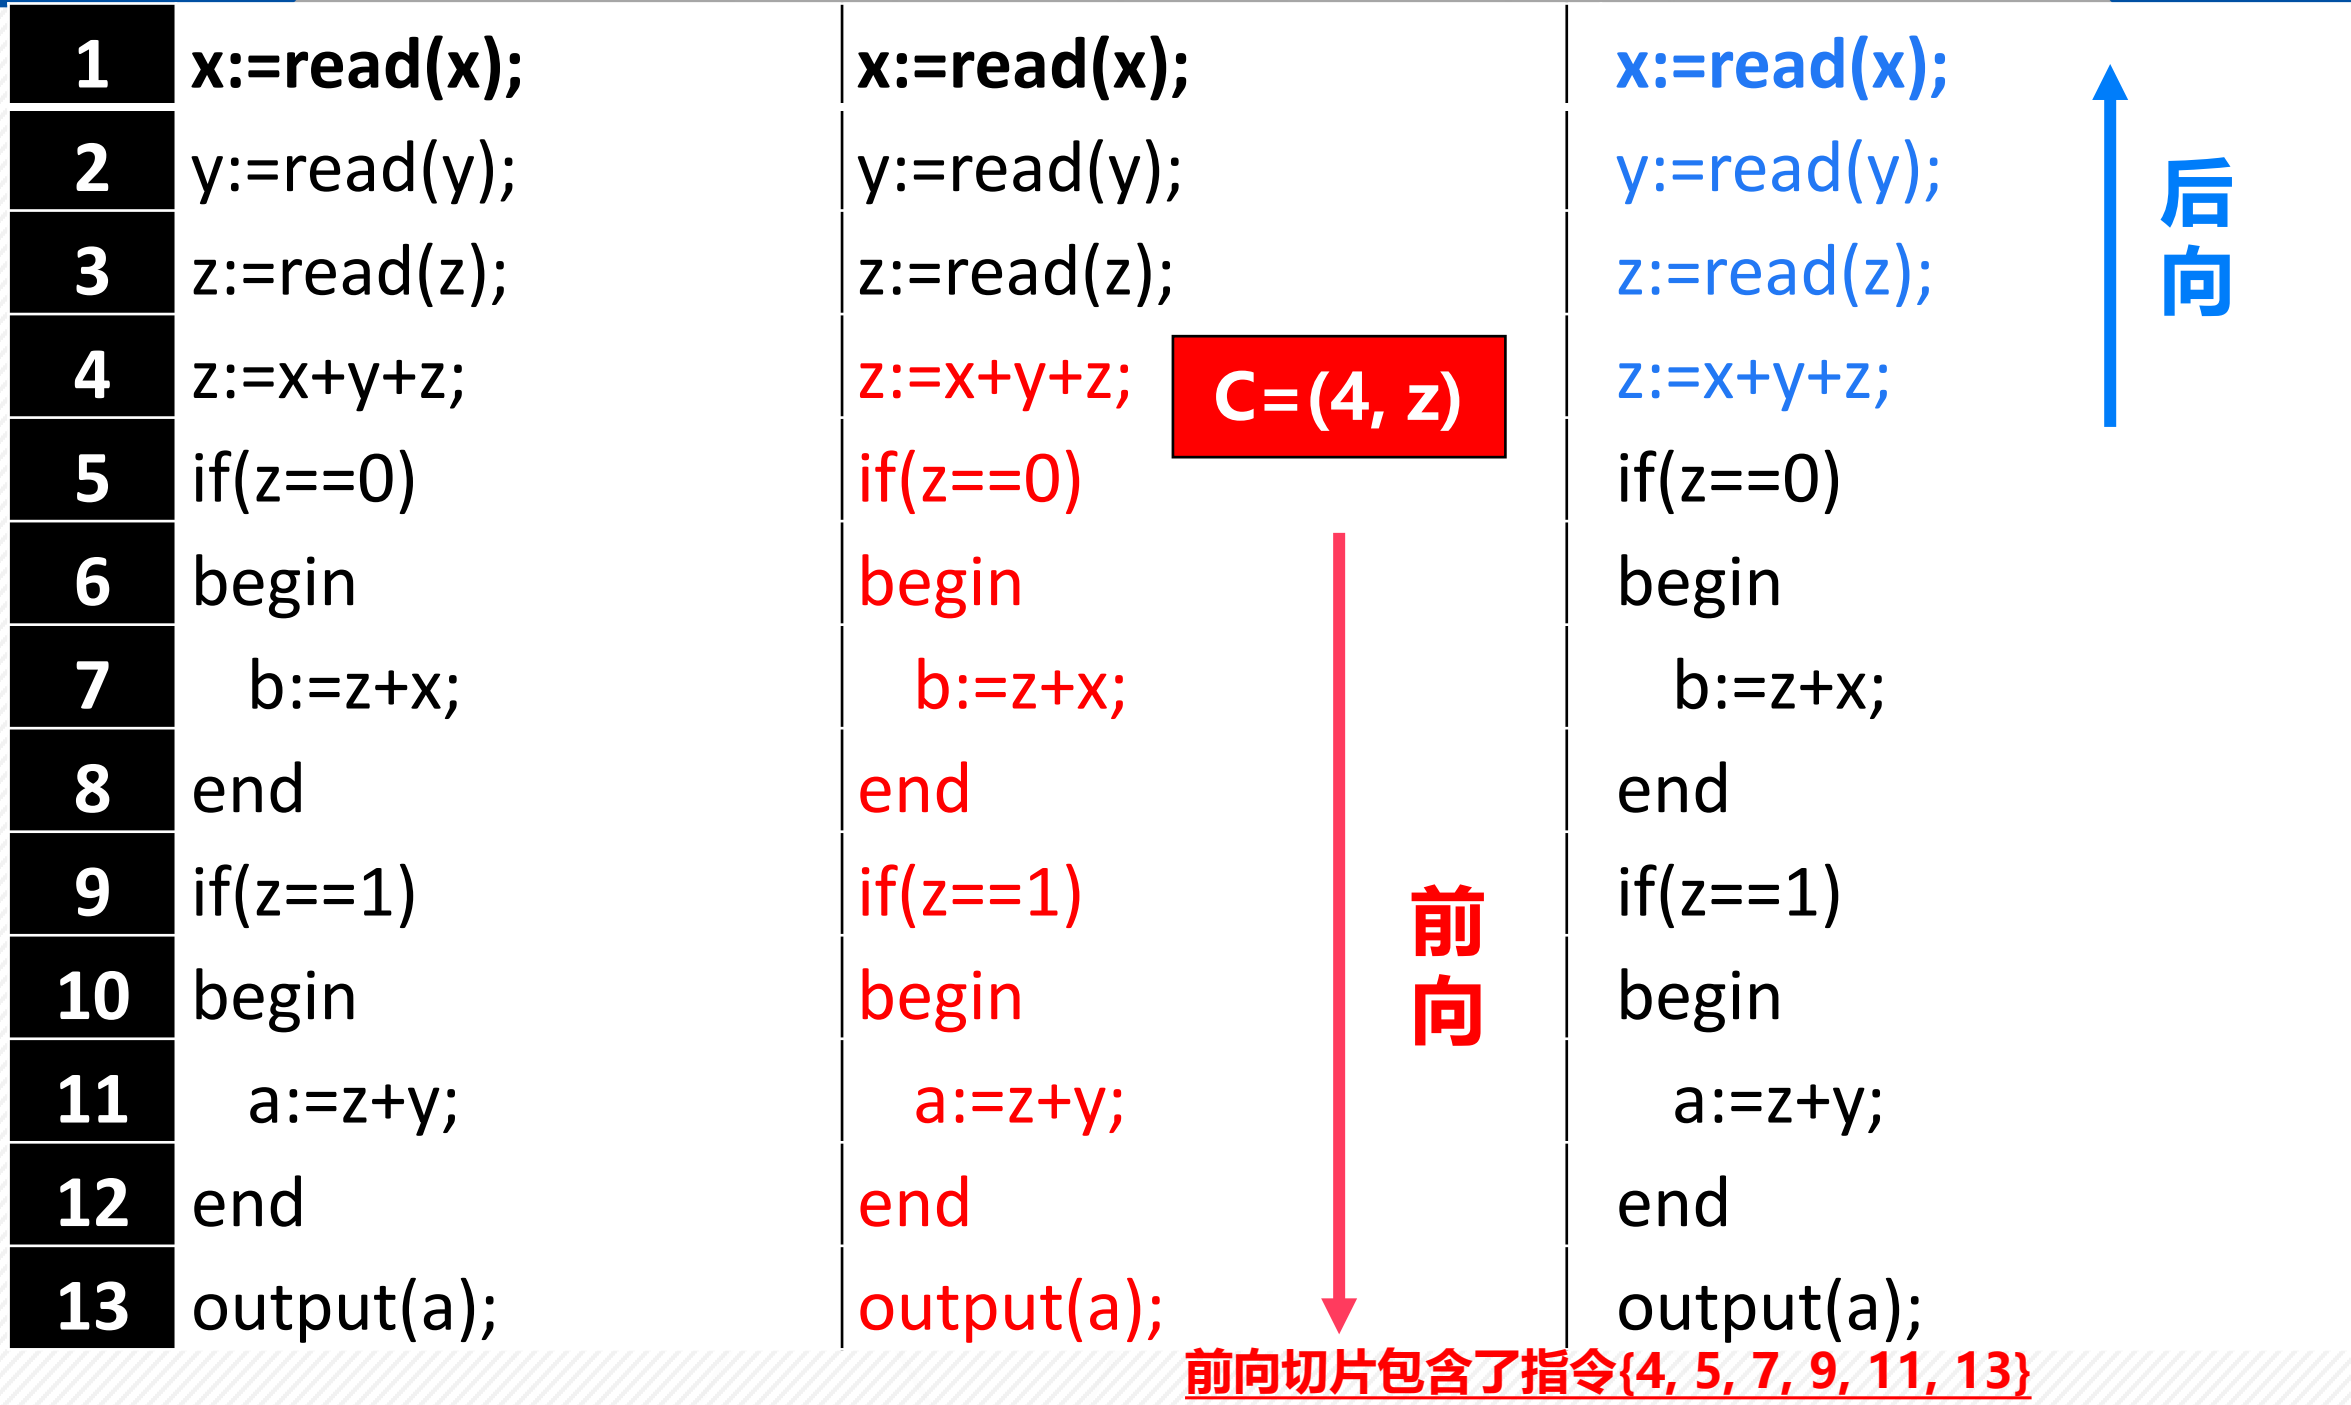 1 x:=read(x); x:=read(x); x:=read(x);
2 y:=read(y); y:=read(y); y:=read(y);
3 z:=read(z); z:=read(z); z:=read(z);
4 z:=x+y+z; z:=x+y+z; C=(4, z) z:=x+y+z;
后向
5 if(z==0) if(z==0) if(z==0)
6 begin begin begin
7 b:=z+x; b:=z+x; b:=z+x;
8 end end end
9 if(z==1) if(z==1) if(z==1)
前向
10 begin begin begin
11 a:=z+y; a:=z+y; a:=z+y;
12 end end end
13 output(a); output(a); output(a);
前向切片包含了指令{4, 5, 7, 9, 11, 13}